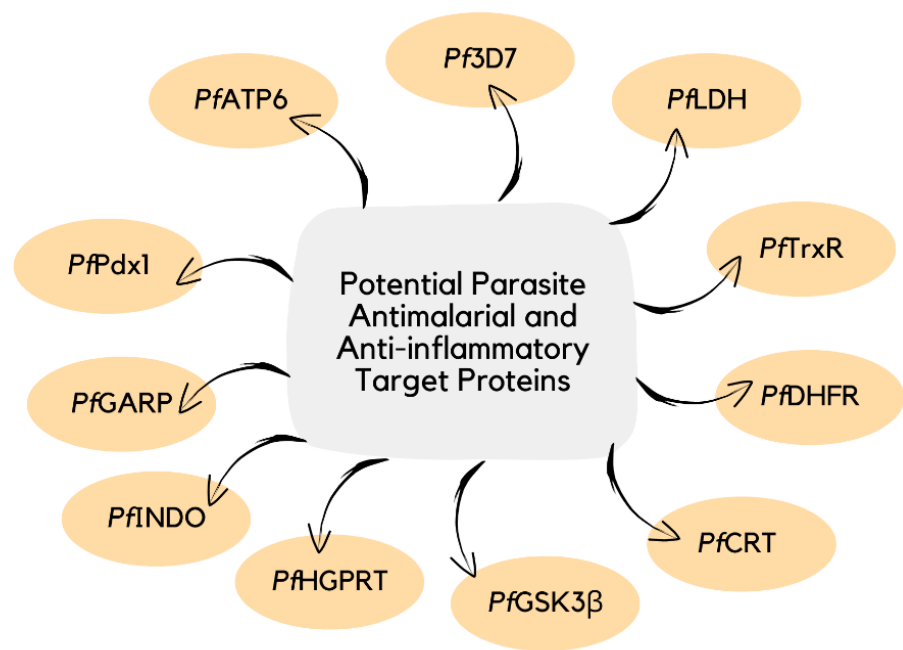 Pf3D7
PfATP6
PfLDH
PfTrxR
PfPdx1
Potential Parasite
Antimalarial and
Anti-inflammatory
Target Proteins
PfGARP
PfDHFR
PfINDO
PfCRT
PfHGPRT
PfGSK3β